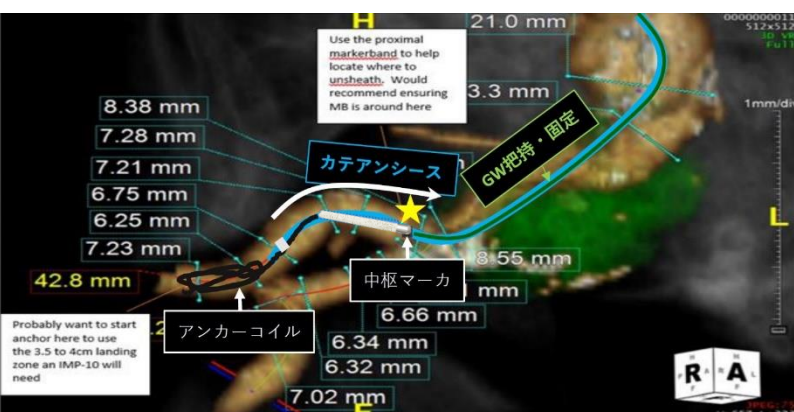 H
21.0 mm
512x512
3D VR
Full
Use the proximal
markerband to help
locate where to
unsheath. Would
recommend ensuring
MB is around here
3.3 mm
1mm/div
8.38 mm
7.28 mm
7.21 mm
6.75 mm
6.25 mm
7.23 mm
42.8 mm
カテアンシース
GW把持・固定
L
8.55 mm
中枢マーカ
mm
6.66 mm
アンカーコイル
6.34 mm
6.32 mm
7.02 mm
Probably want to start
anchor here to use
the 3.5 to 4cm landing
zone an IMP-10 will
need
R A
F